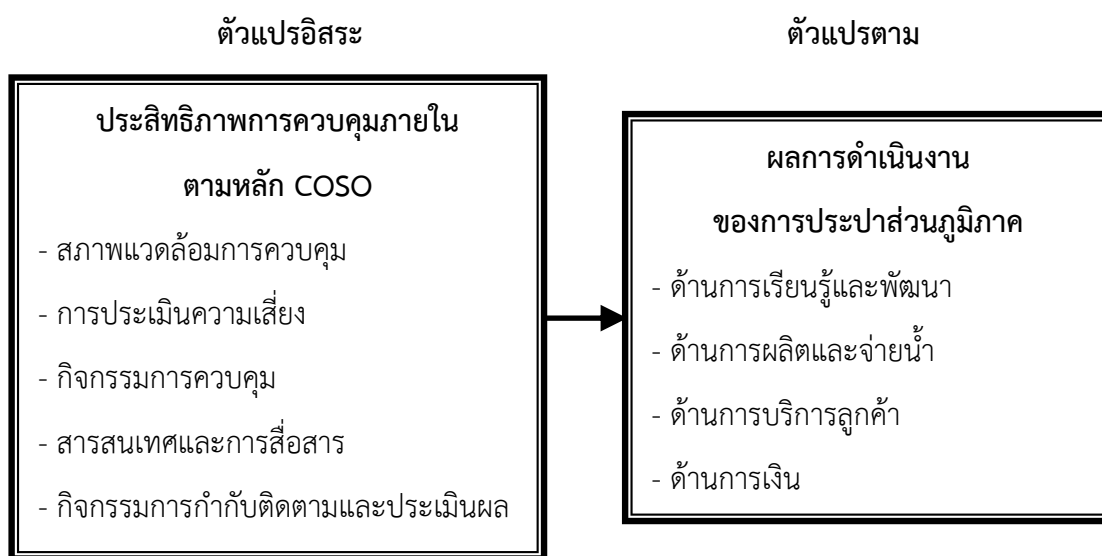 ตัวแปรอิสระ
ตัวแปรตาม
ประสิทธิภาพการควบคุมภายใน
ตามหลัก COSO
- สภาพแวดล้อมการควบคุม
- การประเมินความเสี่ยง
- กิจกรรมการควบคุม
- สารสนเทศและการสื่อสาร
- กิจกรรมการกำกับติดตามและประเมินผล
ผลการดำเนินงาน
ของการประปาส่วนภูมิภาค
- ด้านการเรียนรู้และพัฒนา
- ด้านการผลิตและจ่ายน้ำ
- ด้านการบริการลูกค้า
- ด้านการเงิน